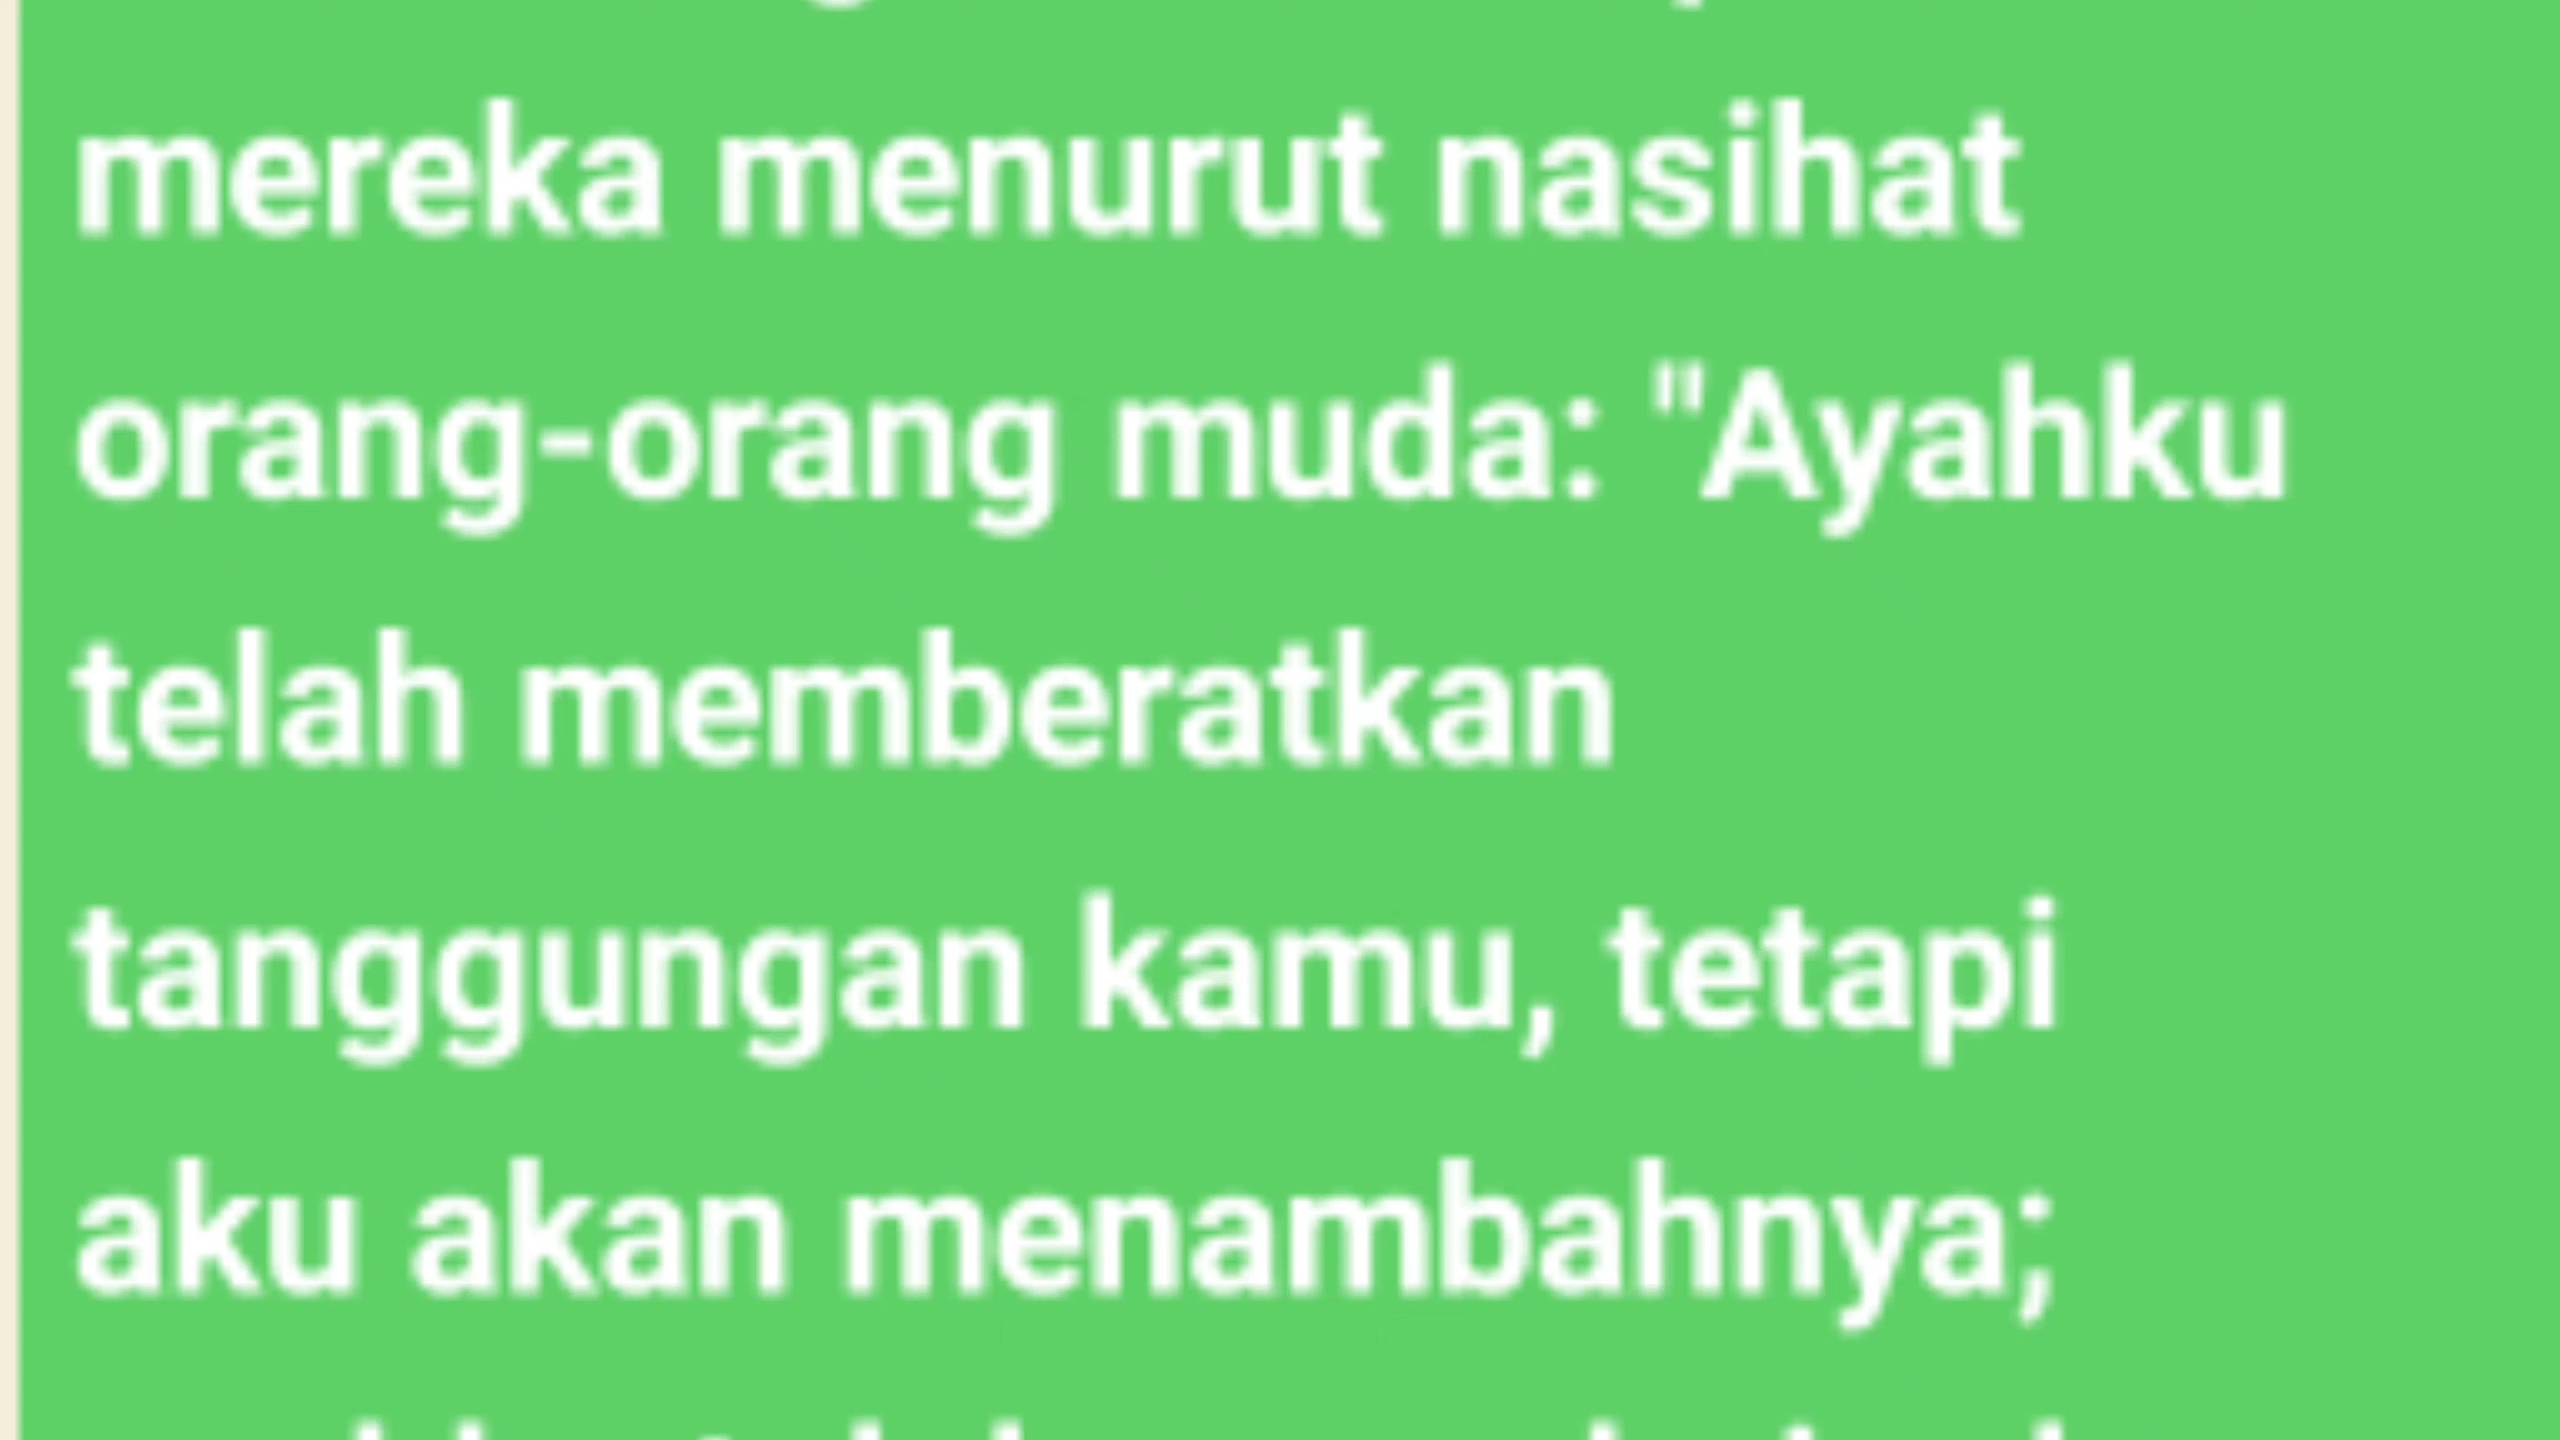 mereka menurut nasihat
orang-orang muda: "Ayahku
telah memberatkan
tanggungan kamu, tetapi
aku akan menambahnya;